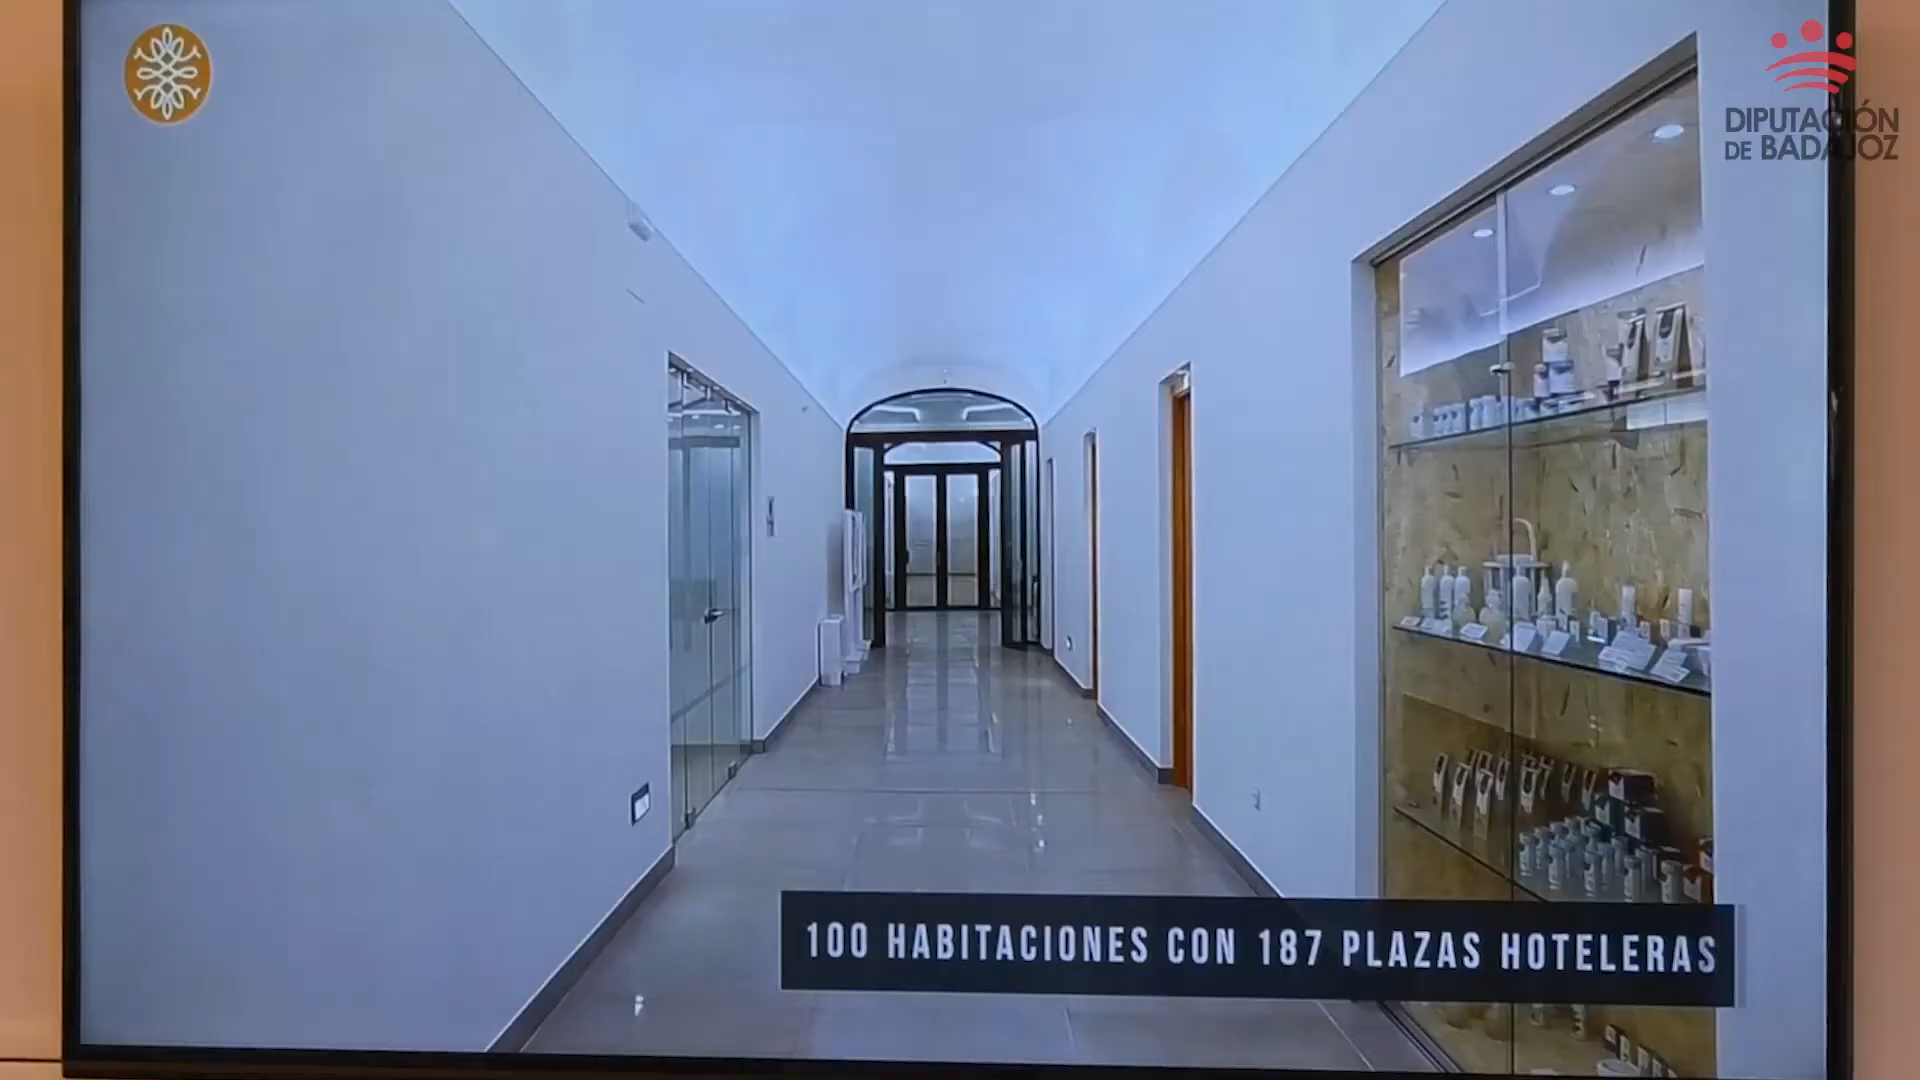 DIPUTACIÓN
DE BADAJOZ
100 HABITACIONES CON 187 PLAZAS HOTELERAS